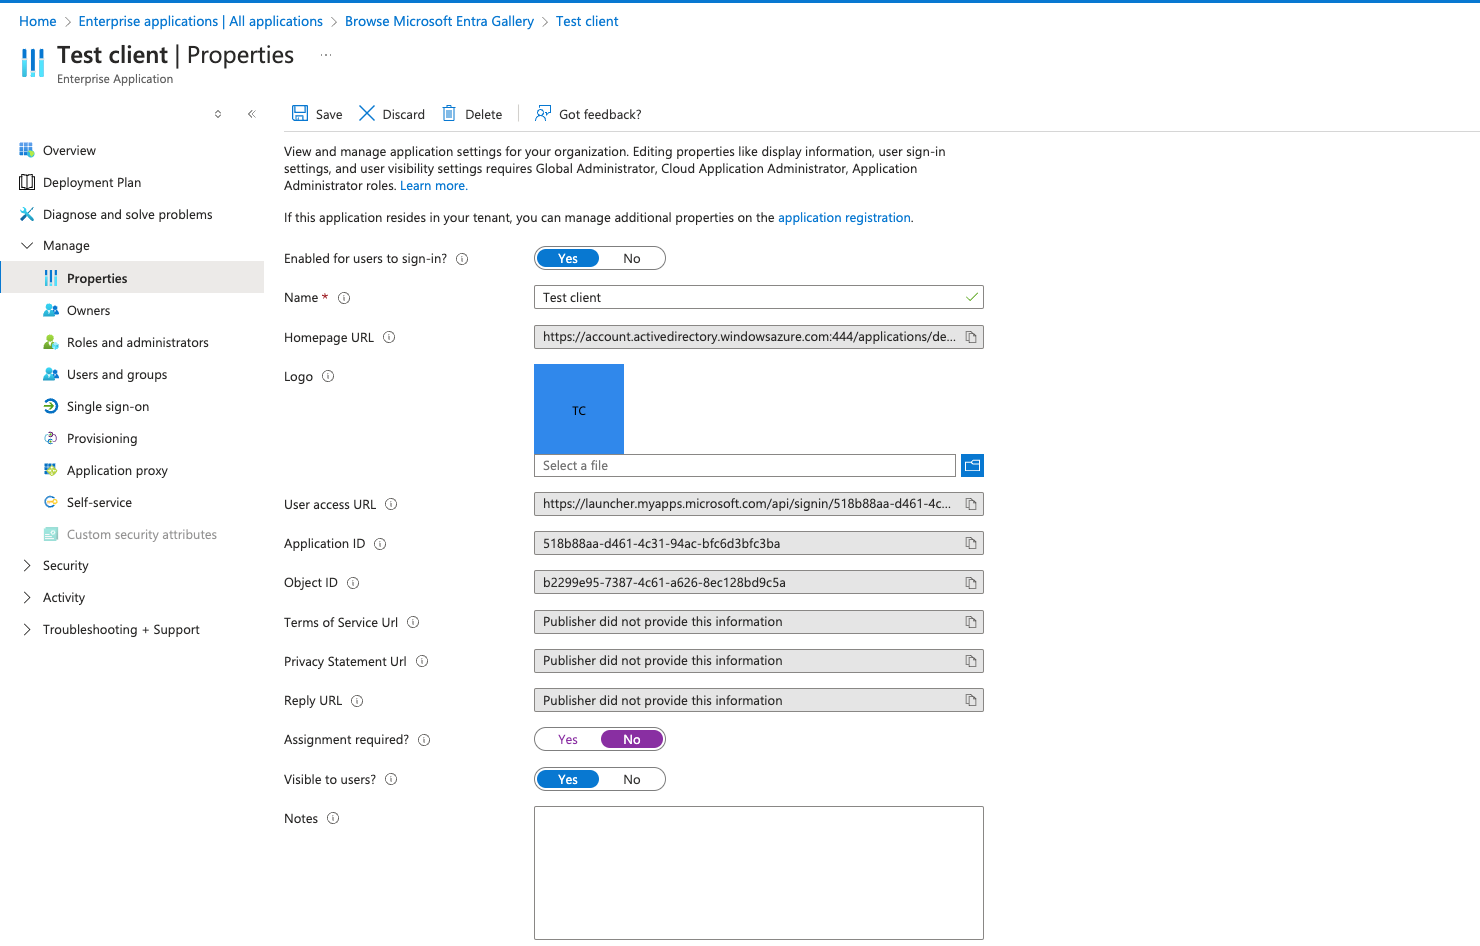 Home > Enterprise applications | All applications > Browse Microsoft Entra Gallery > Test client
Test client | Properties ...
Enterprise Application
Save Discard Delete Got feedback?
Overview
Deployment Plan
Diagnose and solve problems
Manage
Properties
Owners
Roles and administrators
Users and groups
Single sign-on
Provisioning
Application proxy
Self-service
Custom security attributes
Security
Activity
Troubleshooting + Support
View and manage application settings for your organization. Editing properties like display information, user sign-in
settings, and user visibility settings requires Global Administrator, Cloud Application Administrator, Application
Administrator roles. Learn more.
If this application resides in your tenant, you can manage additional properties on the application registration.
Enabled for users to sign-in? Yes No
Name * Test client
Homepage URL https://account.activedirectory.windowsazure.com:444/applications/de...
Logo
TC
Select a file
User access URL https://launcher.myapps.microsoft.com/api/signin/518b88aa-d461-4c...
Application ID 518b88aa-d461-4c31-94ac-bfc6d3bfc3ba
Object ID b2299e95-7387-4c61-a626-8ec128bd9c5a
Terms of Service Url Publisher did not provide this information
Privacy Statement Url Publisher did not provide this information
Reply URL Publisher did not provide this information
Assignment required? Yes No
Visible to users? Yes No
Notes